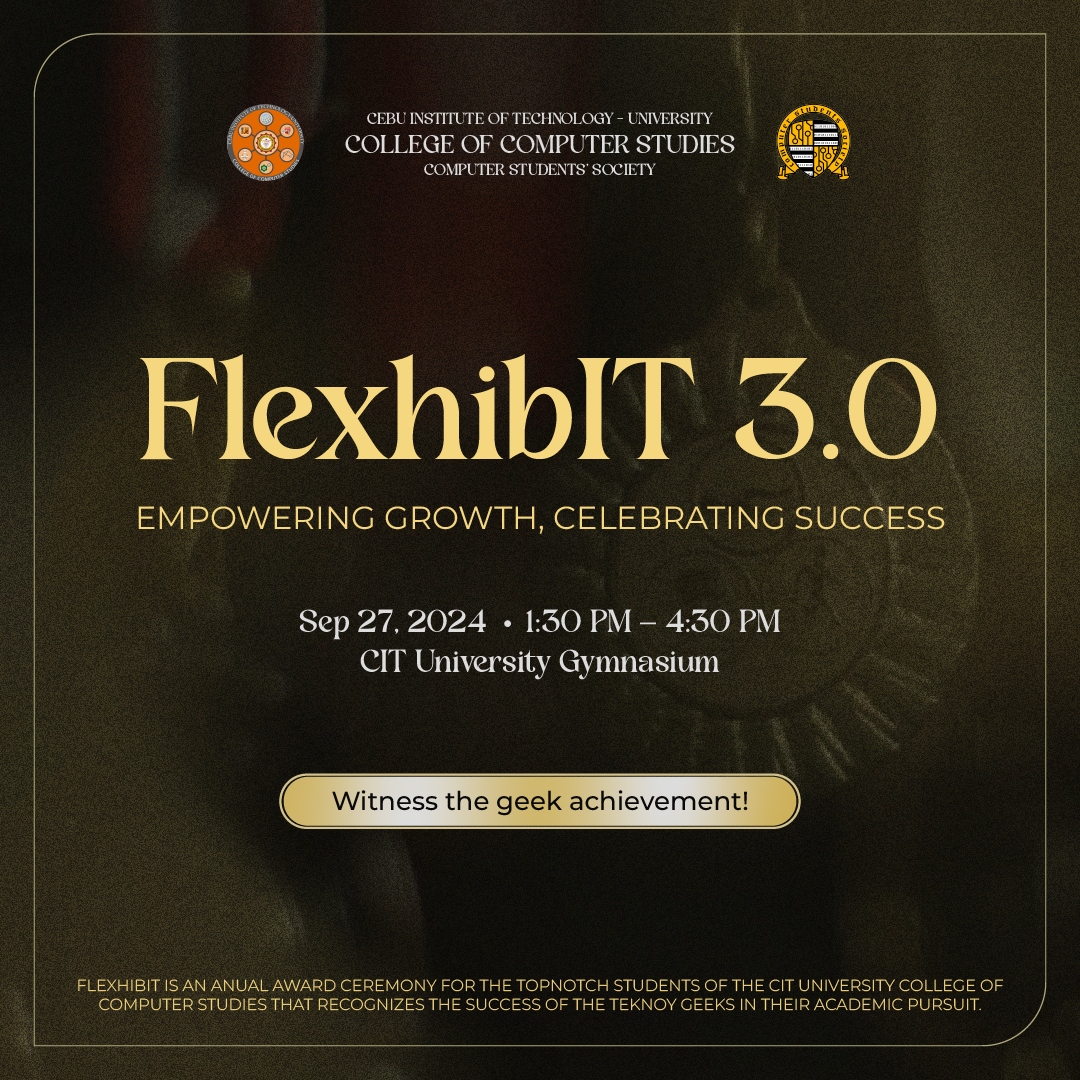 CEBU INSTITUTE OF TECHNOLOGY - UNIVERSITY
COLLEGE OF COMPUTER STUDIES
COMPUTER STUDENTS' SOCIETY
Computer Students Society
FlexhibIT 3.0
EMPOWERING GROWTH, CELEBRATING SUCCESS
Sep 27, 2024 • 1:30 PM – 4:30 PM
CIT University Gymnasium
Witness the geek achievement!
FLEXHIBIT IS AN ANUAL AWARD CEREMONY FOR THE TOPNOTCH STUDENTS OF THE CIT UNIVERSITY COLLEGE OF
COMPUTER STUDIES THAT RECOGNIZES THE SUCCESS OF THE TEKNOY GEEKS IN THEIR ACADEMIC PURSUIT.